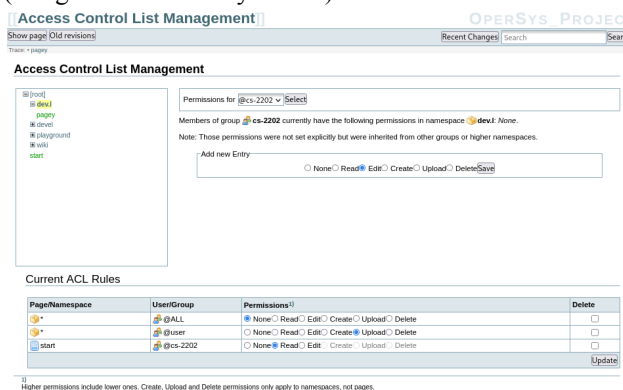 [[Access Control List Management]]
OPERSYS_PROJEC
Show page Old revisions
Recent Changes Search Sear
Trace: • pagey
Access Control List Management
[root]
dev.l
pagey
devel
playground
wiki
start
Permissions for @cs-2202 Select
Members of group cs-2202 currently have the following permissions in namespace dev.l: None.
Note: Those permissions were not set explicitly but were inherited from other groups or higher namespaces.
Add new Entry
None Read Edit Create Upload Delete Save
Current ACL Rules
Page/Namespace User/Group Permissions1) Delete
* @ALL None Read Edit Create Upload Delete
* @user None Read Edit Create Upload Delete
start @cs-2202 None Read Edit Create Upload Delete
Update
1)
Higher permissions include lower ones. Create, Upload and Delete permissions only apply to namespaces, not pages.